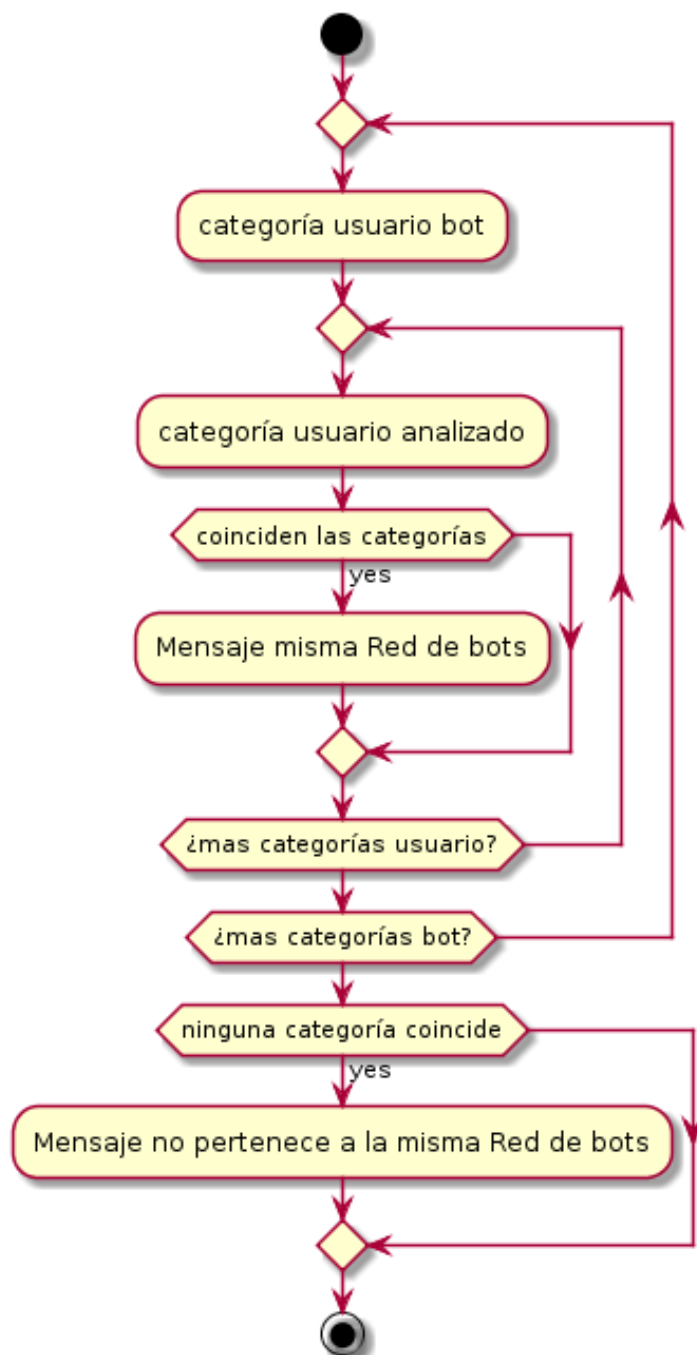 categoría usuario bot
categoría usuario analizado
coinciden las categorías
yes
Mensaje misma Red de bots
¿mas categorías usuario?
¿mas categorías bot?
ninguna categoría coincide
yes
Mensaje no pertenece a la misma Red de bots